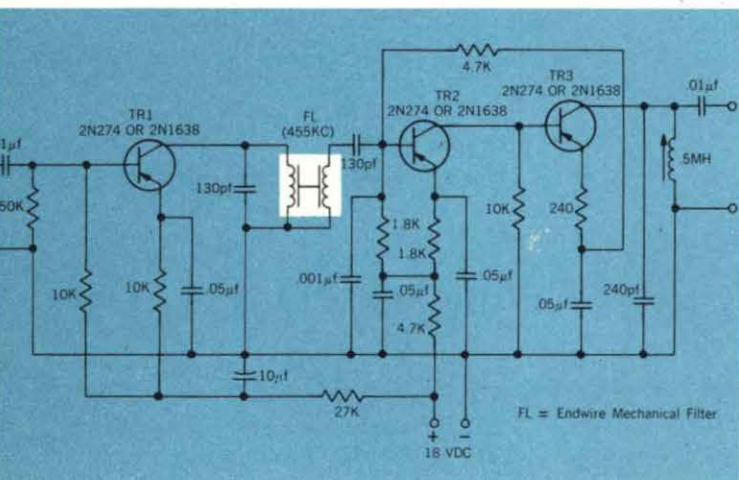 4.7K
TR3
2N274 OR 2N1638
.01µf
TR2
2N274 OR 2N1638
TR1
2N274 OR 2N1638
FL
(455KC)
1µf
130pf
130pf
.5MH
50K
10K
240
1.8K
1.8K
10K
10K
.05µf
.001µf
.05µf
.05µf
.05µf
240pf
4.7K
10µf
27K
FL = Endwire Mechanical Filter
+ −
18 VDC